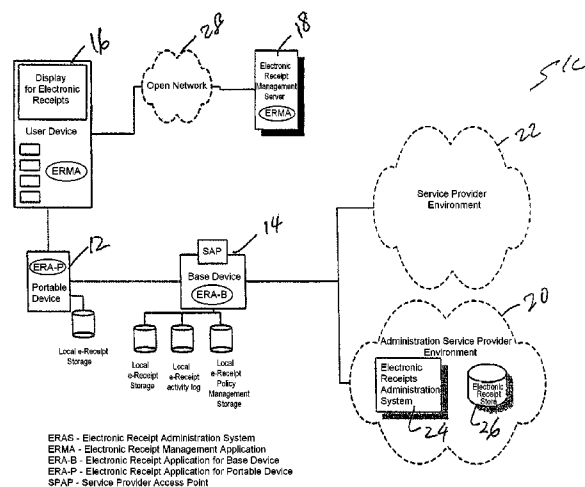 16
28
18
Display
for Electronic
Receipts
User Device
ERMA
Open Network
Electronic
Receipt
Management
Server
ERMA
22
Service Provider
Environment
12
ERA-P
Portable
Device
Local e-Receipt
Storage
14
SAP
Base Device
ERA-B
Local
e-Receipt
Storage
Local
e-Receipt
activity log
Local
e-Receipt
Policy
Management
Storage
20
Administration Service Provider
Environment
Electronic
Receipts
Administration
System
24
Electronic
Receipt
Store
26
ERAS - Electronic Receipt Administration System
ERMA - Electronic Receipt Management Application
ERA-B - Electronic Receipt Application for Base Device
ERA-P - Electronic Receipt Application for Portable Device
SPAP - Service Provider Access Point